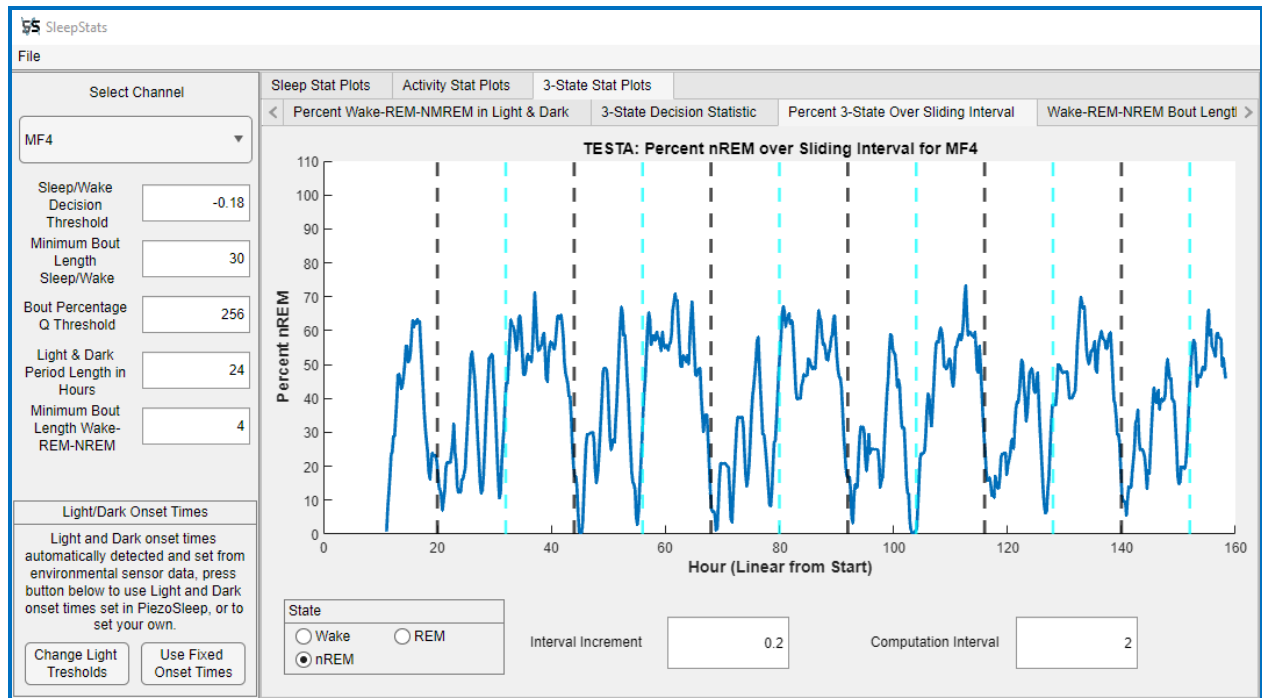 SleepStats
File
Select Channel
MF4
Sleep/Wake
Decision
Threshold
-0.18
Minimum Bout
Length
Sleep/Wake
30
Bout Percentage
Q Threshold
256
Light & Dark
Period Length in
Hours
24
Minimum Bout
Length Wake-
REM-NREM
4
Light/Dark Onset Times
Light and Dark onset times
automatically detected and set from
environmental sensor data, press
button below to use Light and Dark
onset times set in PiezoSleep, or to
set your own.
Change Light
Tresholds
Use Fixed
Onset Times
Sleep Stat Plots Activity Stat Plots 3-State Stat Plots
< Percent Wake-REM-NMREM in Light & Dark 3-State Decision Statistic Percent 3-State Over Sliding Interval Wake-REM-NREM Bout Lengt >
TESTA: Percent nREM over Sliding Interval for MF4
Percent nREM
110
100
90
80
70
60
50
40
30
20
10
0
0 20 40 60 80 100 120 140 160
Hour (Linear from Start)
State
Wake REM
nREM
Interval Increment 0.2
Computation Interval 2